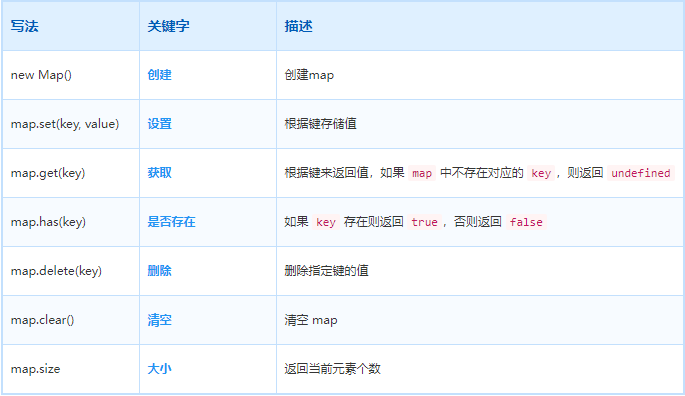 写法 关键字 描述
new Map() 创建 创建map
map.set(key, value) 设置 根据键存储值
map.get(key) 获取 根据键来返回值，如果 map 中不存在对应的 key ，则返回 undefined
map.has(key) 是否存在 如果 key 存在则返回 true ，否则返回 false
map.delete(key) 删除 删除指定键的值
map.clear() 清空 清空 map
map.size 大小 返回当前元素个数